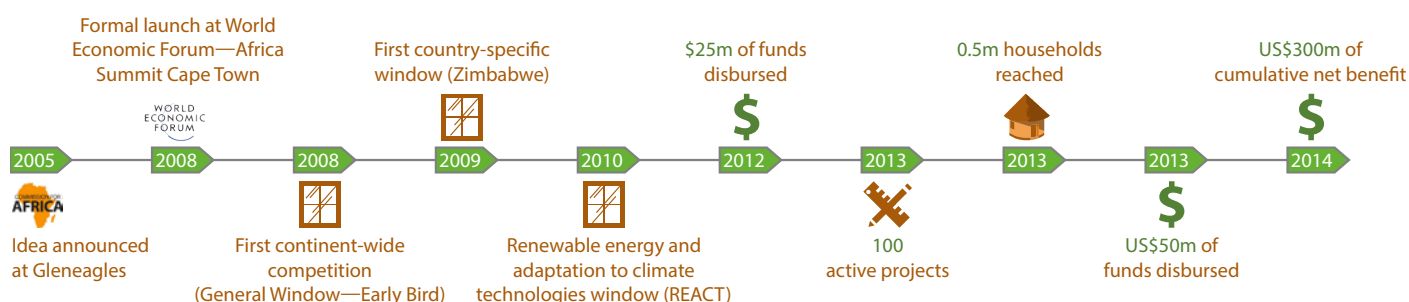 Formal launch at World
Economic Forum—Africa
Summit Cape Town
WORLD
ECONOMIC
FORUM
First country-specific
window (Zimbabwe)
$25m of funds
disbursed
0.5m households
reached
US$300m of
cumulative net benefit
2005
2008
2008
2009
2010
2012
2013
2013
2013
2014
COMMISSION FOR
AFRICA
Idea announced
at Gleneagles
First continent-wide
competition
(General Window—Early Bird)
Renewable energy and
adaptation to climate
technologies window (REACT)
100
active projects
US$50m of
funds disbursed